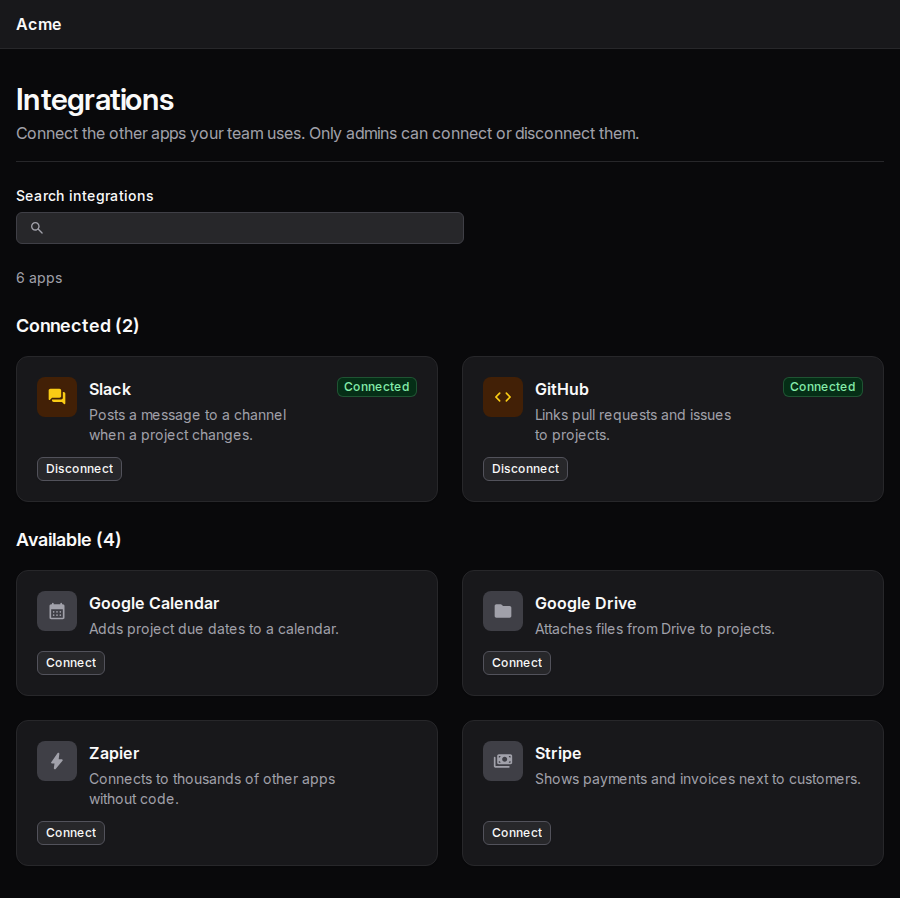 Acme
Integrations
Connect the other apps your team uses. Only admins can connect or disconnect them.
Search integrations
6 apps
Connected (2)
Slack
Connected
Posts a message to a channel
when a project changes.
Disconnect
GitHub
Connected
Links pull requests and issues
to projects.
Disconnect
Available (4)
Google Calendar
Adds project due dates to a calendar.
Connect
Google Drive
Attaches files from Drive to projects.
Connect
Zapier
Connects to thousands of other apps
without code.
Connect
Stripe
Shows payments and invoices next to customers.
Connect